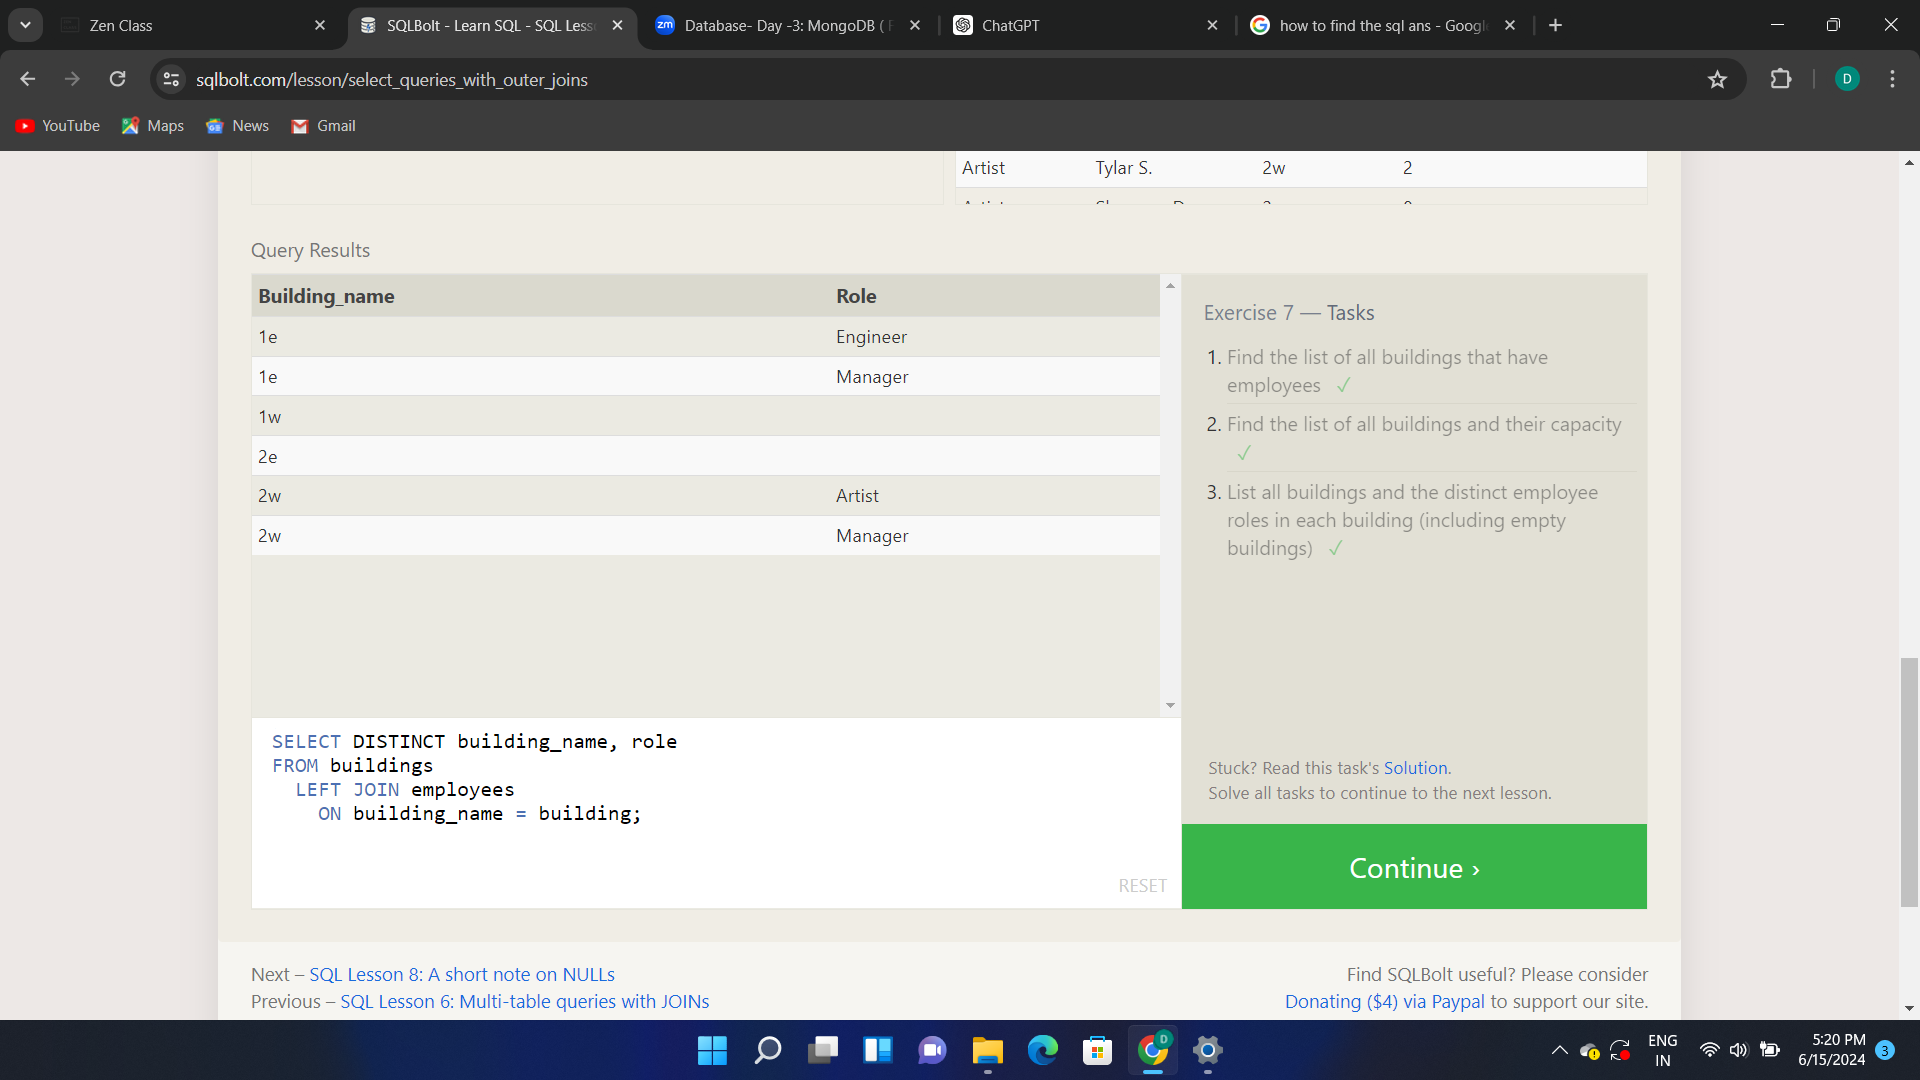 Zen Class
SQLBolt - Learn SQL - SQL Less
zm
Database- Day -3: MongoDB (
ChatGPT
how to find the sql ans - Googl
sqlbolt.com/lesson/select_queries_with_outer_joins
D
YouTube
Maps
News
Gmail
Artist Tylar S. 2w 2
Query Results
Building_name Role
1e Engineer
1e Manager
1w
2e
2w Artist
2w Manager
Exercise 7 — Tasks
1. Find the list of all buildings that have
employees ✓
2. Find the list of all buildings and their capacity
✓
3. List all buildings and the distinct employee
roles in each building (including empty
buildings) ✓
SELECT DISTINCT building_name, role
FROM buildings
LEFT JOIN employees
ON building_name = building;
RESET
Stuck? Read this task's Solution.
Solve all tasks to continue to the next lesson.
Continue ›
Next – SQL Lesson 8: A short note on NULLs
Previous – SQL Lesson 6: Multi-table queries with JOINs
Find SQLBolt useful? Please consider
Donating ($4) via Paypal to support our site.
D
ENG
IN
5:20 PM
6/15/2024
3